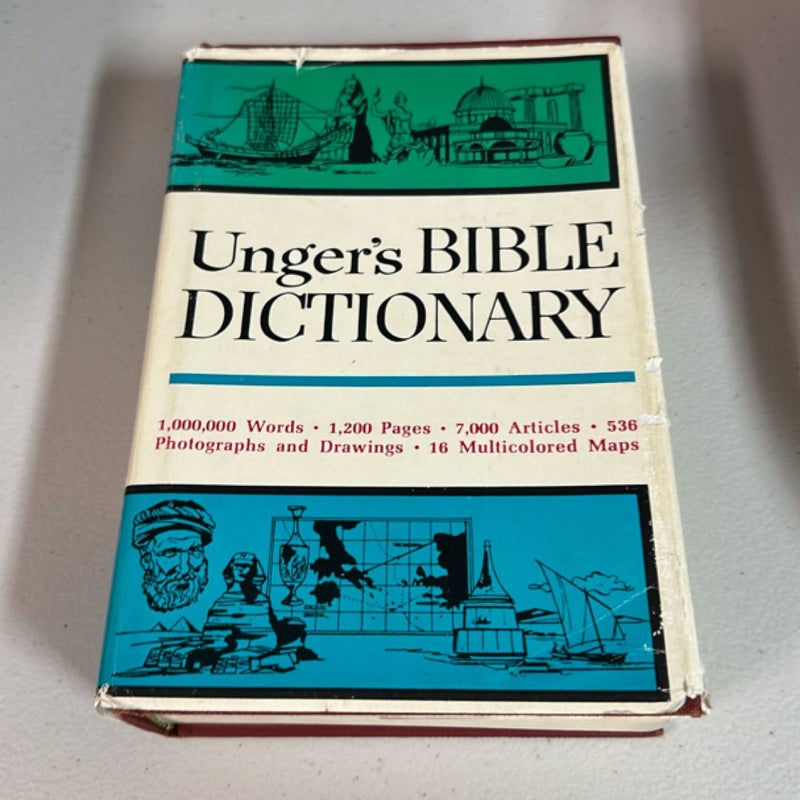 Unger's BIBLE
DICTIONARY
1,000,000 Words • 1,200 Pages • 7,000 Articles • 536
Photographs and Drawings • 16 Multicolored Maps